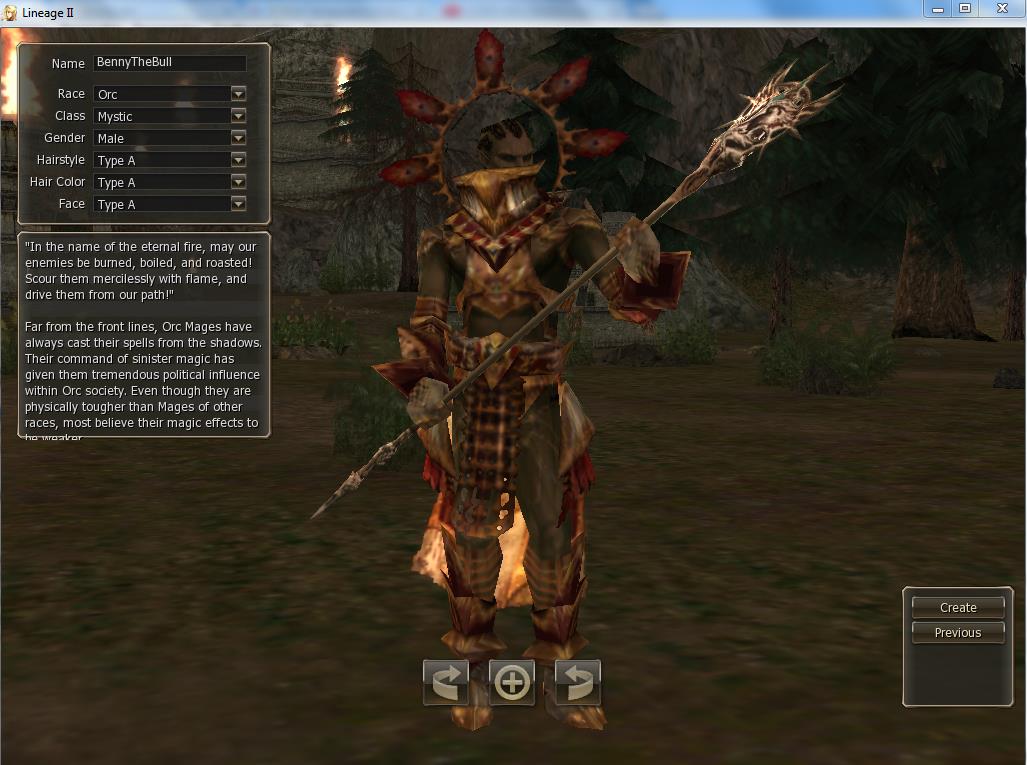 Lineage II
Name BennyTheBull
Race Orc
Class Mystic
Gender Male
Hairstyle Type A
Hair Color Type A
Face Type A
"In the name of the eternal fire, may our
enemies be burned, boiled, and roasted!
Scour them mercilessly with flame, and
drive them from our path!"
Far from the front lines, Orc Mages have
always cast their spells from the shadows.
Their command of sinister magic has
given them tremendous political influence
within Orc society. Even though they are
physically tougher than Mages of other
races, most believe their magic effects to
be weaker
Create
Previous